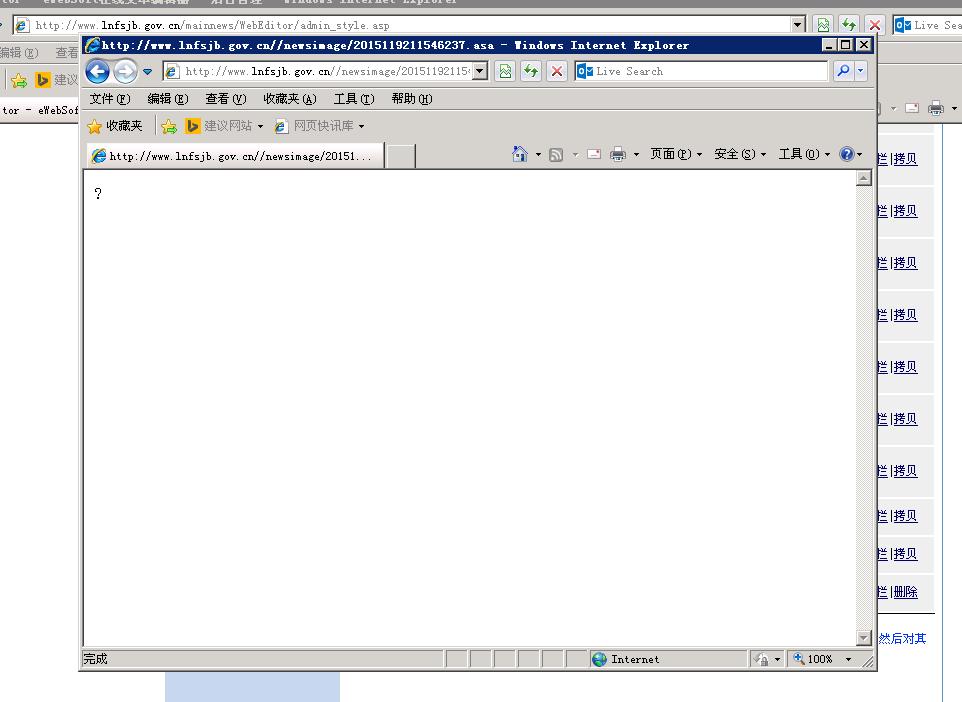 http://www.lnfsj.gov.cn/mainnews/WebEditor/admin_style.asp
Live Sea
编辑(E) 查看
建议
tor - eWebSof
http://www.lnfsjb.gov.cn//newsimage/2015119211546237.asa - Windows Internet Explorer
http://www.lnfsjb.gov.cn//newsimage/201511921154
Live Search
文件(F) 编辑(E) 查看(V) 收藏夹(A) 工具(T) 帮助(H)
收藏夹 建议网站 网页快讯库
http://www.lnfsjb.gov.cn//newsimage/20151...
页面(P) 安全(S) 工具(O)
?
栏|拷贝
栏|拷贝
栏|拷贝
栏|拷贝
栏|拷贝
栏|拷贝
栏|拷贝
栏|拷贝
栏|拷贝
栏|删除
然后对其
完成 Internet 100%